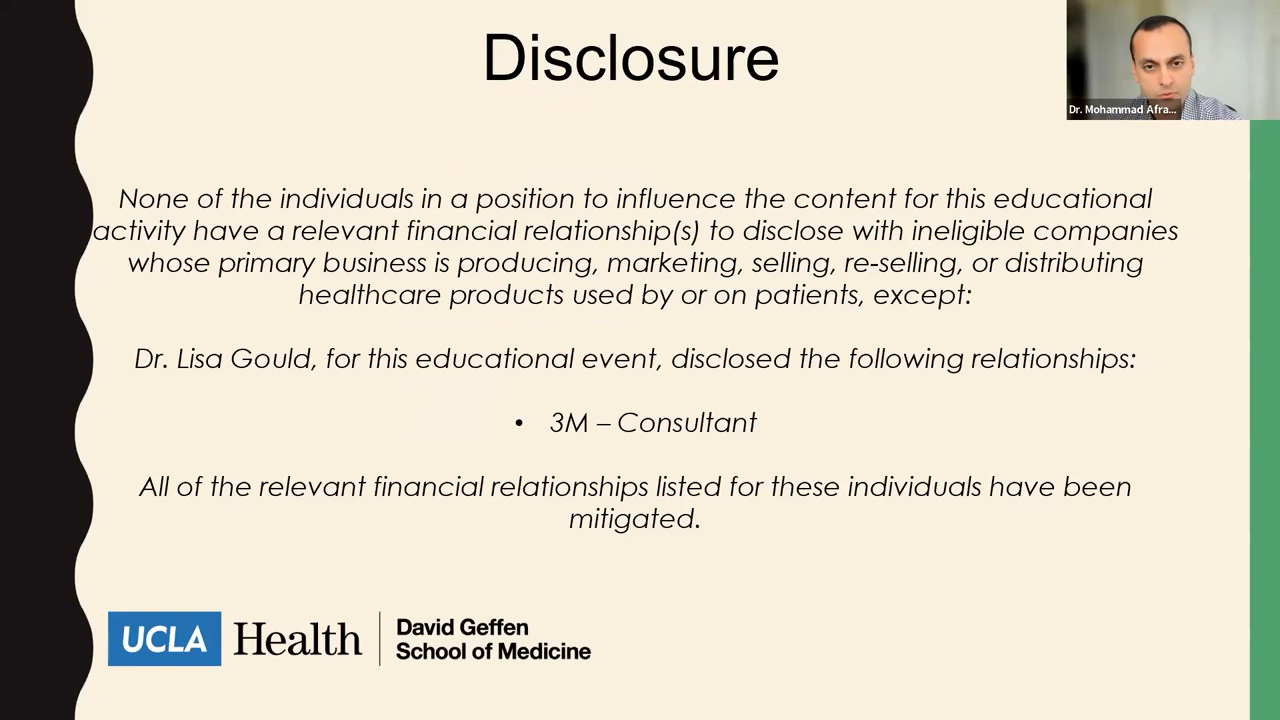 Disclosure
Dr. Mohammad Afra...
None of the individuals in a position to influence the content for this educational
activity have a relevant financial relationship(s) to disclose with ineligible companies
whose primary business is producing, marketing, selling, re-selling, or distributing
healthcare products used by or on patients, except:
Dr. Lisa Gould, for this educational event, disclosed the following relationships:
• 3M – Consultant
All of the relevant financial relationships listed for these individuals have been
mitigated.
UCLA Health
David Geffen
School of Medicine